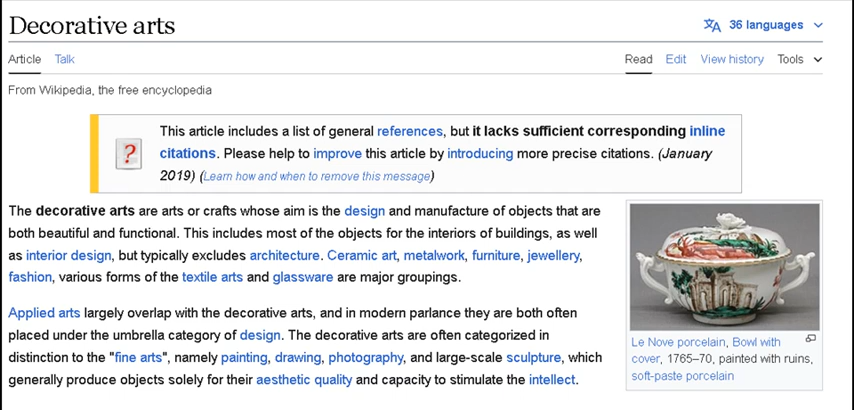 Decorative arts
36 languages
Article Talk Read Edit View history Tools
From Wikipedia, the free encyclopedia
This article includes a list of general references, but it lacks sufficient corresponding inline
citations. Please help to improve this article by introducing more precise citations. (January
2019) (Learn how and when to remove this message)
The decorative arts are arts or crafts whose aim is the design and manufacture of objects that are
both beautiful and functional. This includes most of the objects for the interiors of buildings, as well
as interior design, but typically excludes architecture. Ceramic art, metalwork, furniture, jewellery,
fashion, various forms of the textile arts and glassware are major groupings.
Applied arts largely overlap with the decorative arts, and in modern parlance they are both often
placed under the umbrella category of design. The decorative arts are often categorized in
distinction to the "fine arts", namely painting, drawing, photography, and large-scale sculpture, which
generally produce objects solely for their aesthetic quality and capacity to stimulate the intellect.
Le Nove porcelain, Bowl with
cover, 1765–70, painted with ruins,
soft-paste porcelain